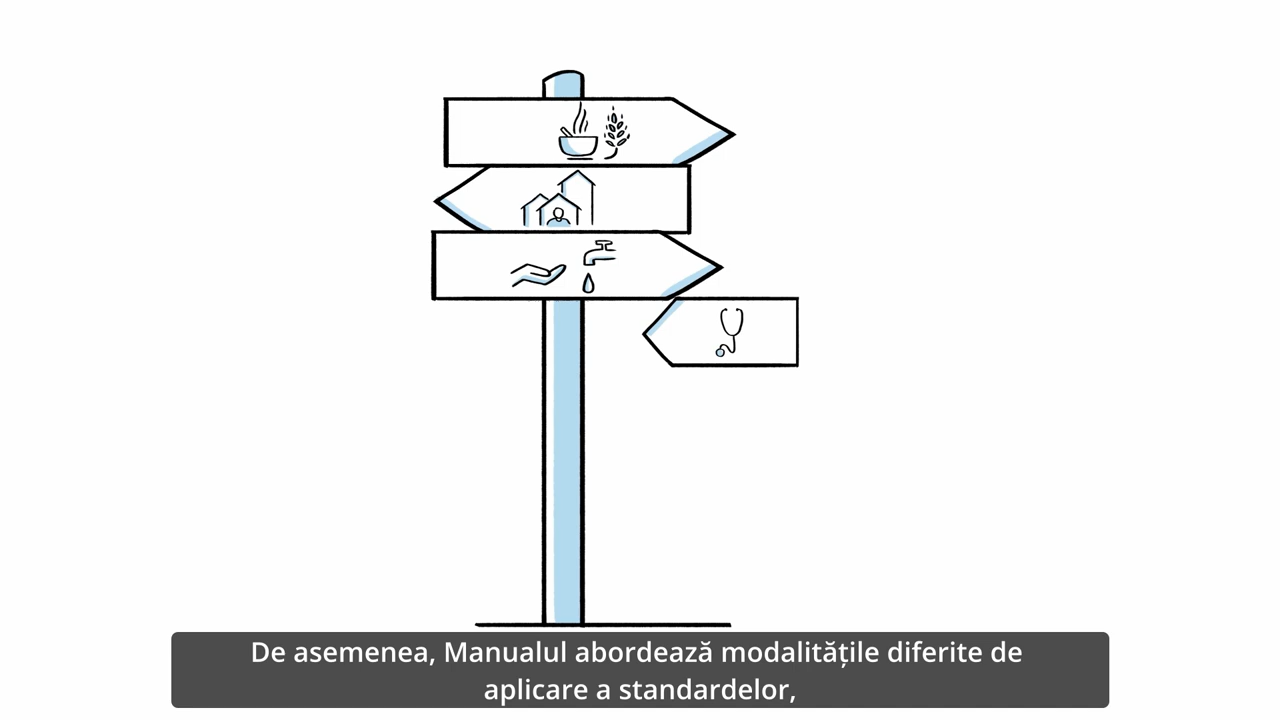 De asemenea, Manualul abordează modalitățile diferite de
aplicare a standardelor,